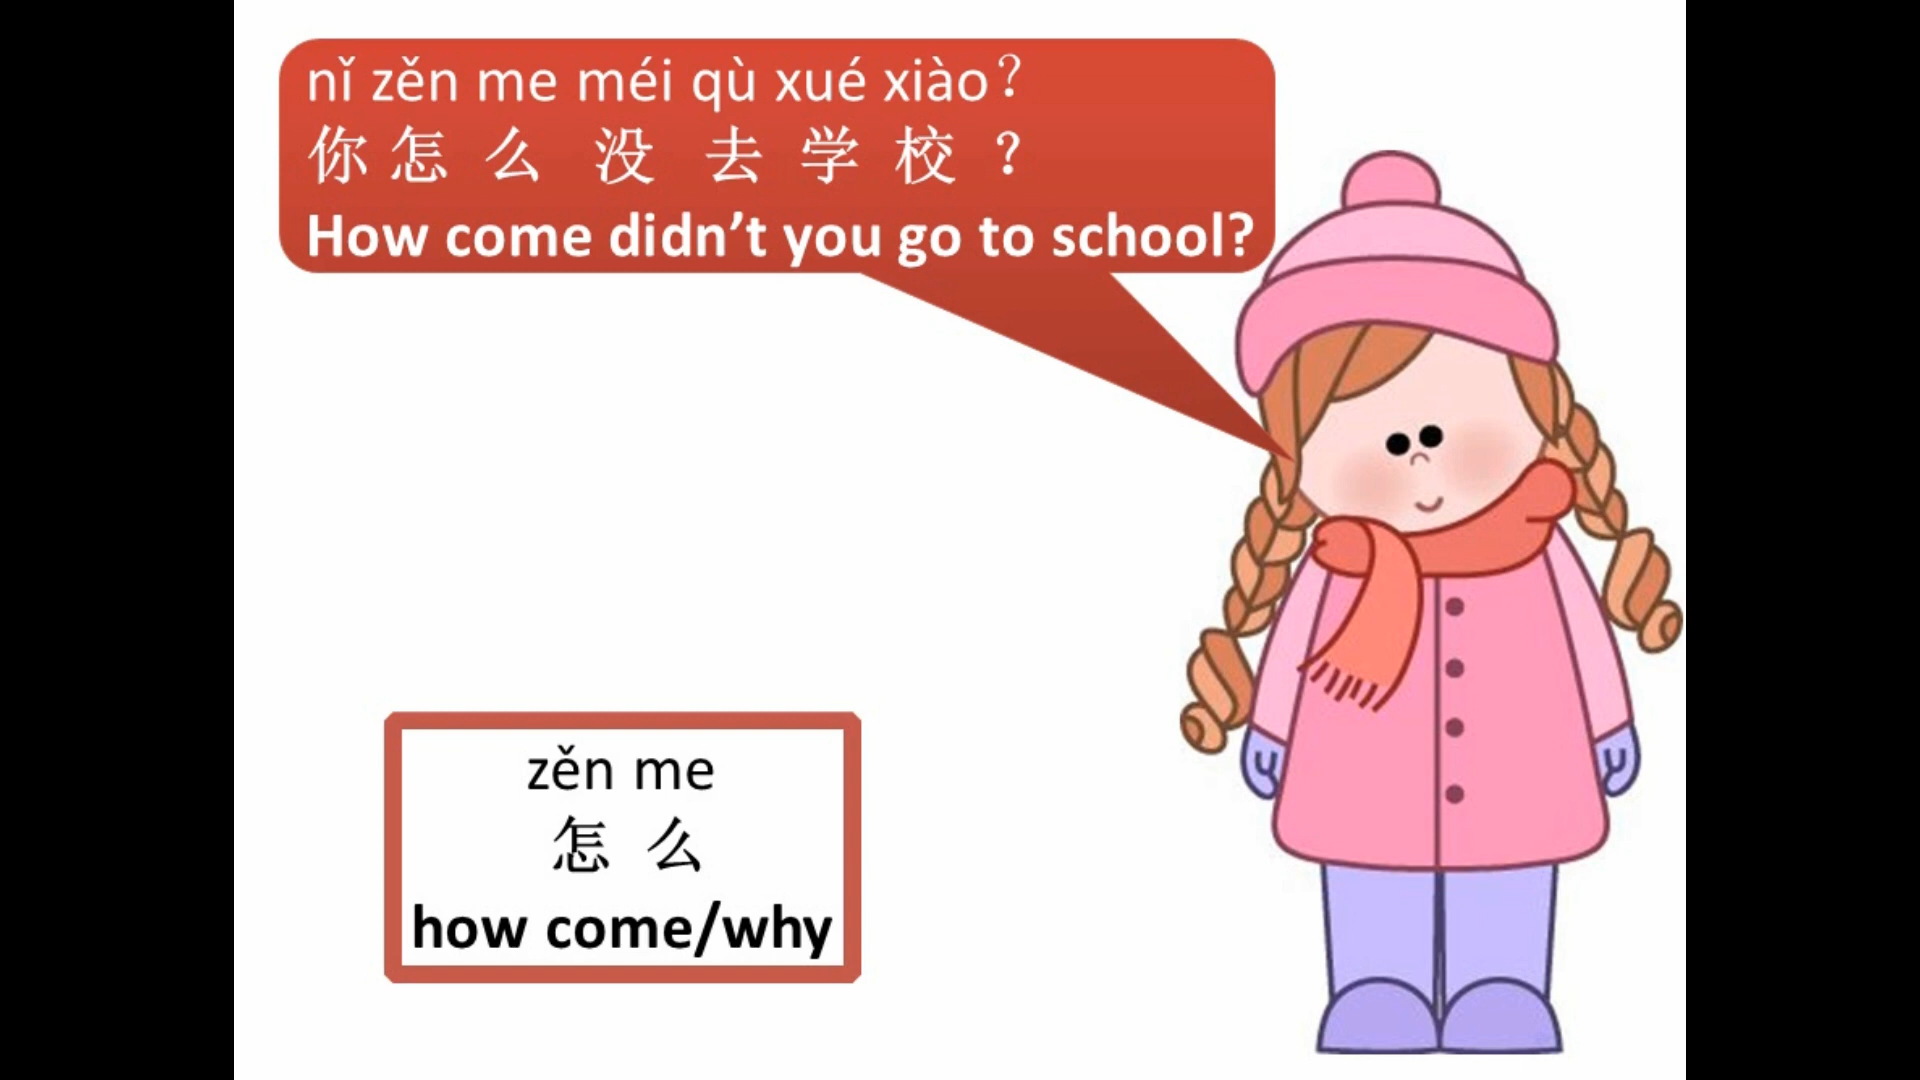 nǐ zěn me méi qù xué xiào？
你 怎 么 没 去 学 校 ？
How come didn’t you go to school?
zěn me
怎 么
how come/why